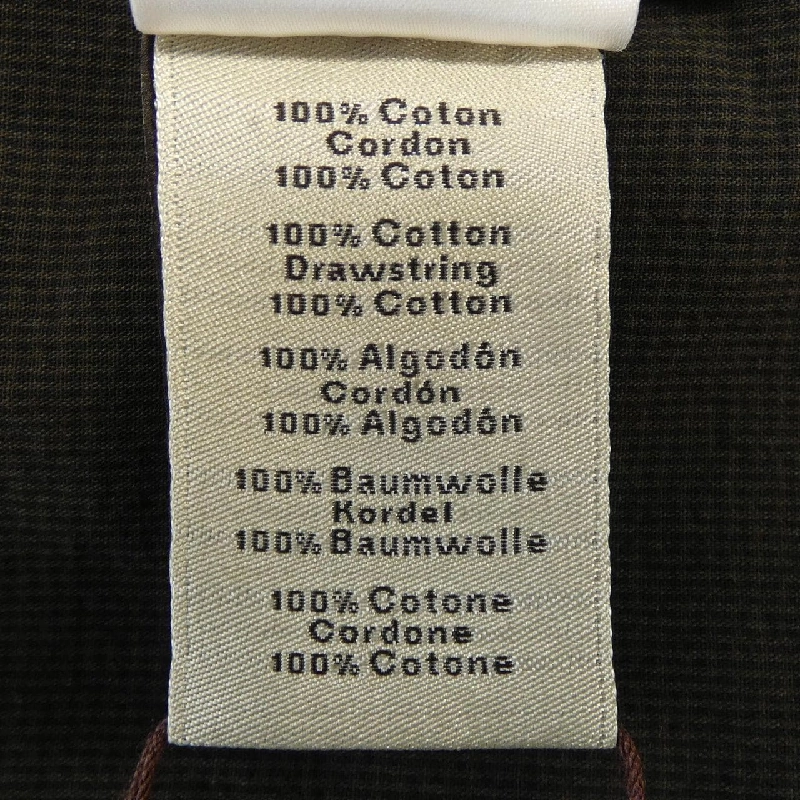 100% Coton
Cordon
100% Coton
100% Cotton
Drawstring
100% Cotton
100% Algodón
Cordón
100% Algodón
100% Baumwolle
Kordel
100% Baumwolle
100% Cotone
Cordone
100% Cotone